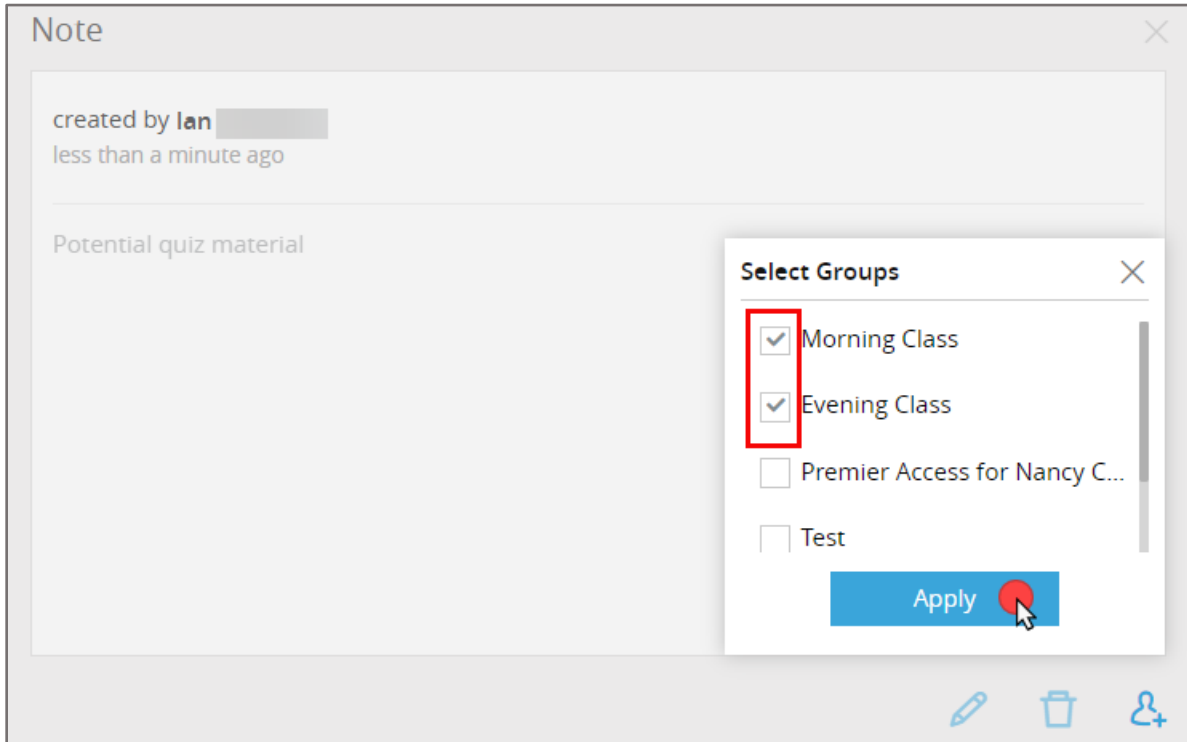 Note
created by Ian
less than a minute ago
Potential quiz material
Select Groups
Morning Class
Evening Class
Premier Access for Nancy C...
Test
Apply